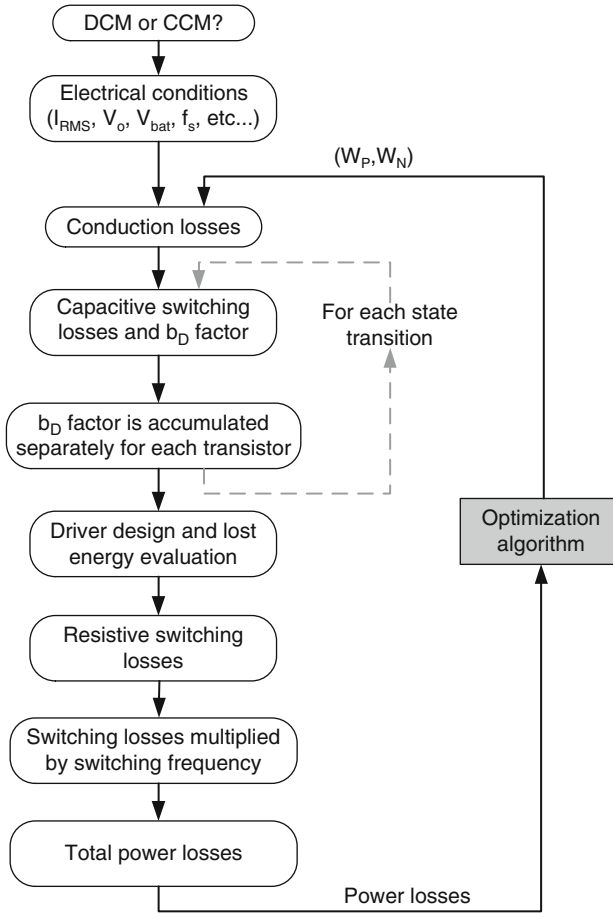 DCM or CCM?
Electrical conditions
(I_RMS, V_o, V_bat, f_s, etc...)
(W_P,W_N)
Conduction losses
Capacitive switching
losses and b_D factor
For each state
transition
b_D factor is accumulated
separately for each transistor
Driver design and lost
energy evaluation
Optimization
algorithm
Resistive switching
losses
Switching losses multiplied
by switching frequency
Total power losses
Power losses